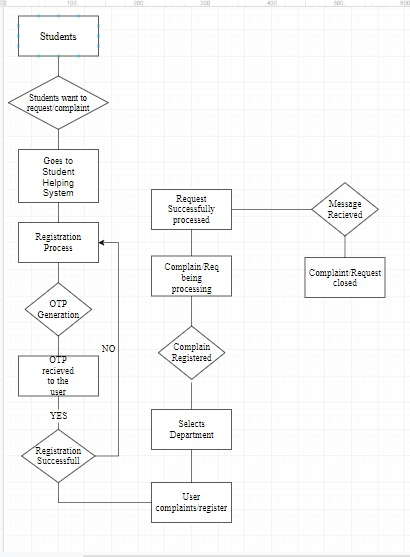 0
100
200
300
400
500
600
Students
Students want to
request/complaint
Goes to
Student
Helping
System
Registration
Process
OTP
Generation
OTP
recieved
to the
user
NO
YES
Registration
Successfull
Request
Successfully
processed
Complain/Req
being
processing
Complain
Registered
Selects
Department
User
complaints/register
Message
Recieved
Complaint/Request
closed